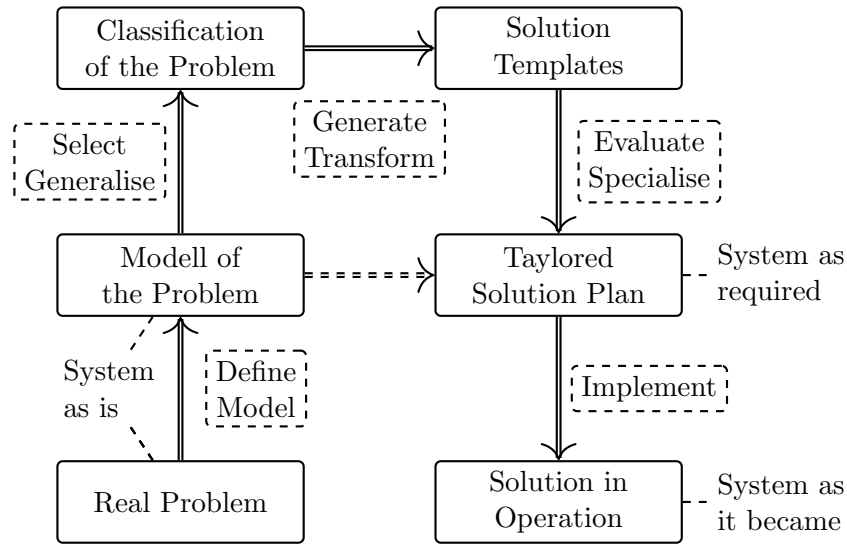 Classification
of the Problem
Solution
Templates
Select
Generalise
Generate
Transform
Evaluate
Specialise
Modell of
the Problem
Taylored
Solution Plan
System as
required
System
as is
Define
Model
Implement
Real Problem
Solution in
Operation
System as
it became